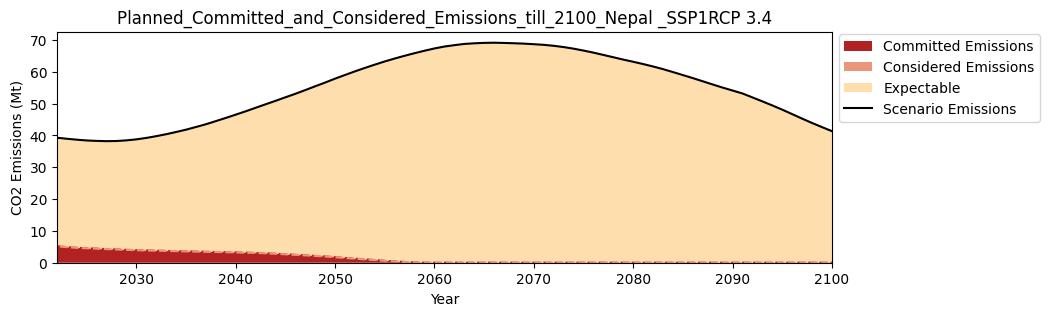 Planned_Committed_and_Considered_Emissions_till_2100_Nepal _SSP1RCP 3.4
Committed Emissions
Considered Emissions
Expectable
Scenario Emissions
CO2 Emissions (Mt)
70
60
50
40
30
20
10
0
2030 2040 2050 2060 2070 2080 2090 2100
Year